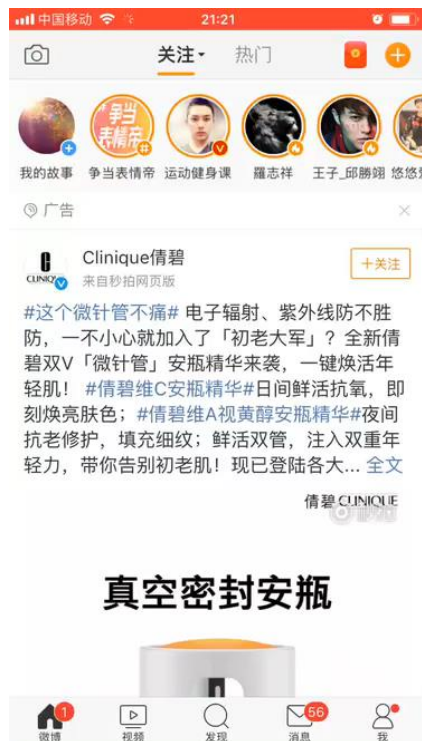 中国移动 21:21
关注 热门
我的故事 争当表情帝 运动健身课 羅志祥 王子_邱勝翊 悠悠
争当
表情帝
广告
Clinique倩碧
CLINIQUE
来自秒拍网页版
+关注
#这个微针管不痛# 电子辐射、紫外线防不胜
防，一不小心就加入了「初老大军」？全新倩
碧双V「微针管」安瓶精华来袭，一键焕活年
轻肌！ #倩碧维C安瓶精华#日间鲜活抗氧，即
刻焕亮肤色；#倩碧维A视黄醇安瓶精华#夜间
抗老修护，填充细纹；鲜活双管，注入双重年
轻力，带你告别初老肌！现已登陆各大... 全文
倩碧 CLINIQUE
真空密封安瓶
1 56
微博 视频 发现 消息 我